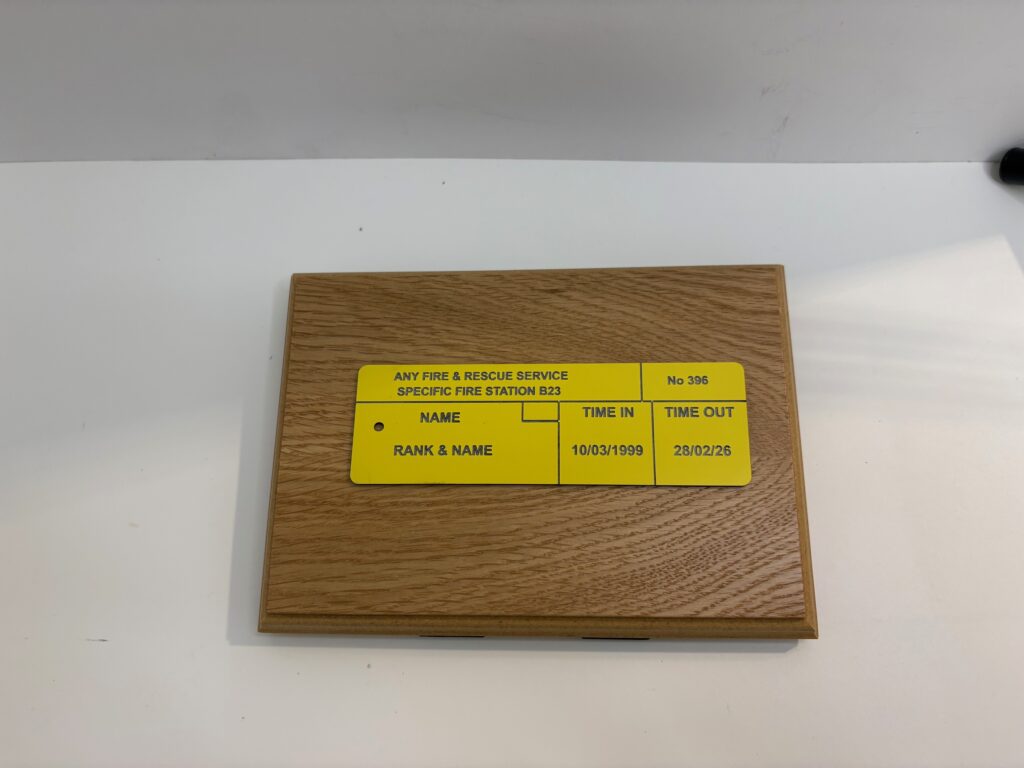 ANY FIRE & RESCUE SERVICE
SPECIFIC FIRE STATION B23
No 396
NAME
TIME IN
TIME OUT
RANK & NAME
10/03/1999
28/02/26